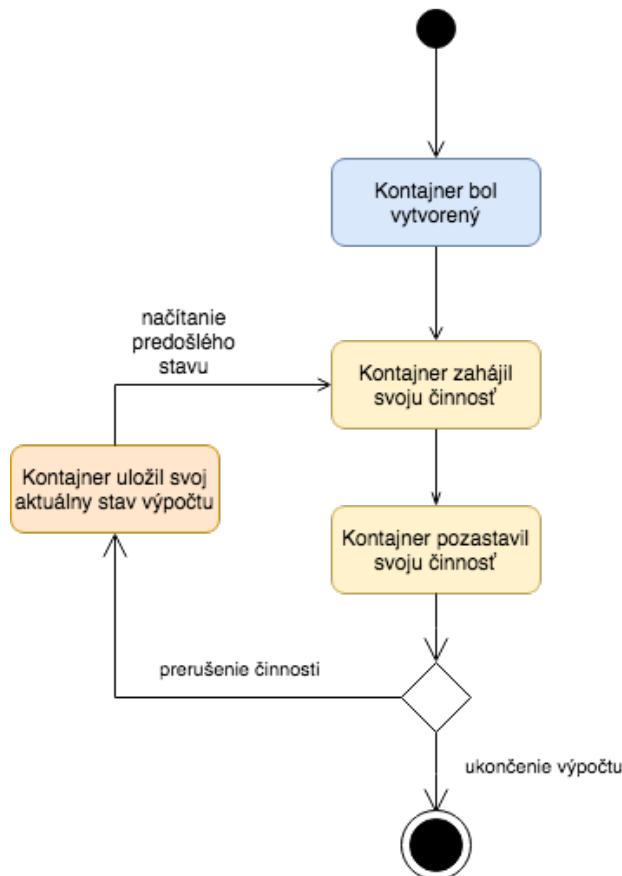 Kontajner bol
vytvorený
načítanie
predošlého
stavu
Kontajner zahájil
svoju činnosť
Kontajner uložil svoj
aktuálny stav výpočtu
Kontajner pozastavil
svoju činnosť
prerušenie činnosti
ukončenie výpočtu